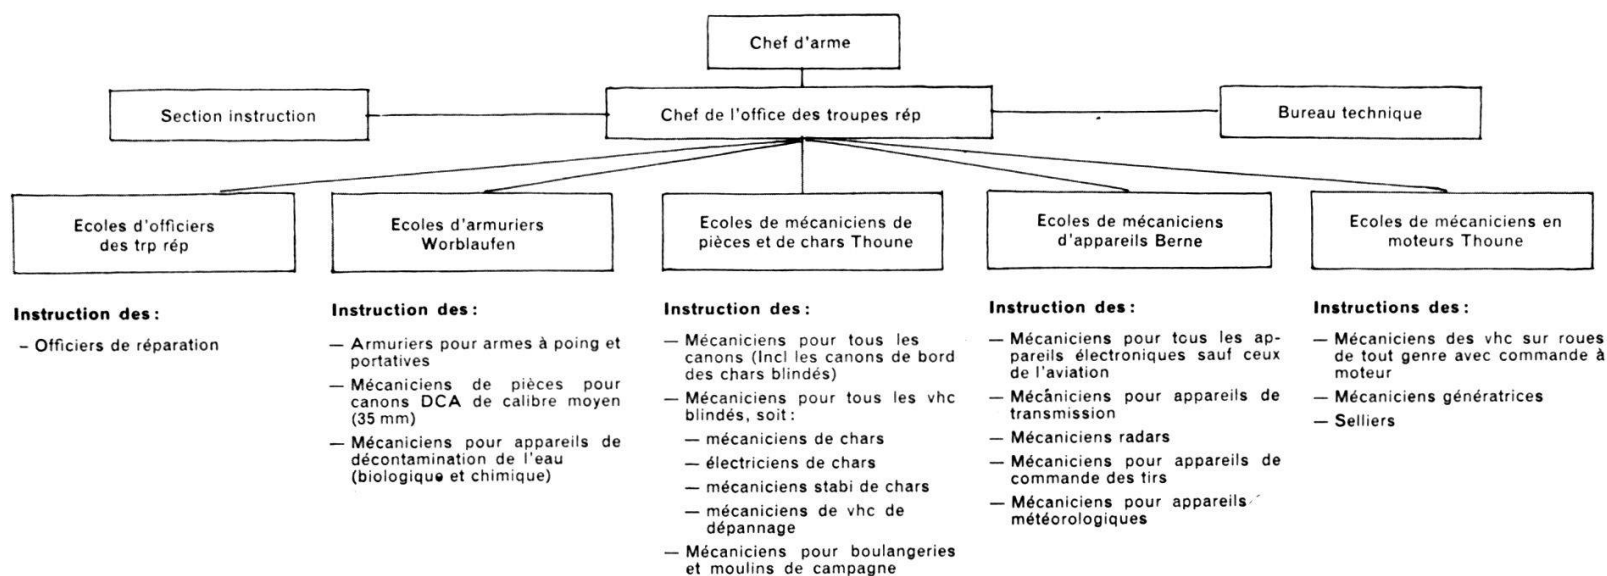 Chef d'arme
Section instruction
Chef de l'office des troupes rép
Bureau technique
Ecoles d'officiers
des trp rép
Ecoles d'armuriers
Worblaufen
Ecoles de mécaniciens de
pièces et de chars Thoune
Ecoles de mécaniciens
d'appareils Berne
Ecoles de mécaniciens en
moteurs Thoune
Instruction des :
– Officiers de réparation
Instruction des :
— Armuriers pour armes à poing et
portatives
— Mécaniciens de pièces pour
canons DCA de calibre moyen
(35 mm)
— Mécaniciens pour appareils de
décontamination de l'eau
(biologique et chimique)
Instruction des :
— Mécaniciens pour tous les
canons (Incl les canons de bord
des chars blindés)
— Mécaniciens pour tous les vhc
blindés, soit :
— mécaniciens de chars
— électriciens de chars
— mécaniciens stabi de chars
— mécaniciens de vhc de
dépannage
— Mécaniciens pour boulangeries
et moulins de campagne
Instruction des :
— Mécaniciens pour tous les ap-
pareils électroniques sauf ceux
de l'aviation
— Mécaniciens pour appareils de
transmission
— Mécaniciens radars
— Mécaniciens pour appareils de
commande des tirs
— Mécaniciens pour appareils
météorologiques
Instructions des :
— Mécaniciens des vhc sur roues
de tout genre avec commande à
moteur
— Mécaniciens génératrices
— Selliers